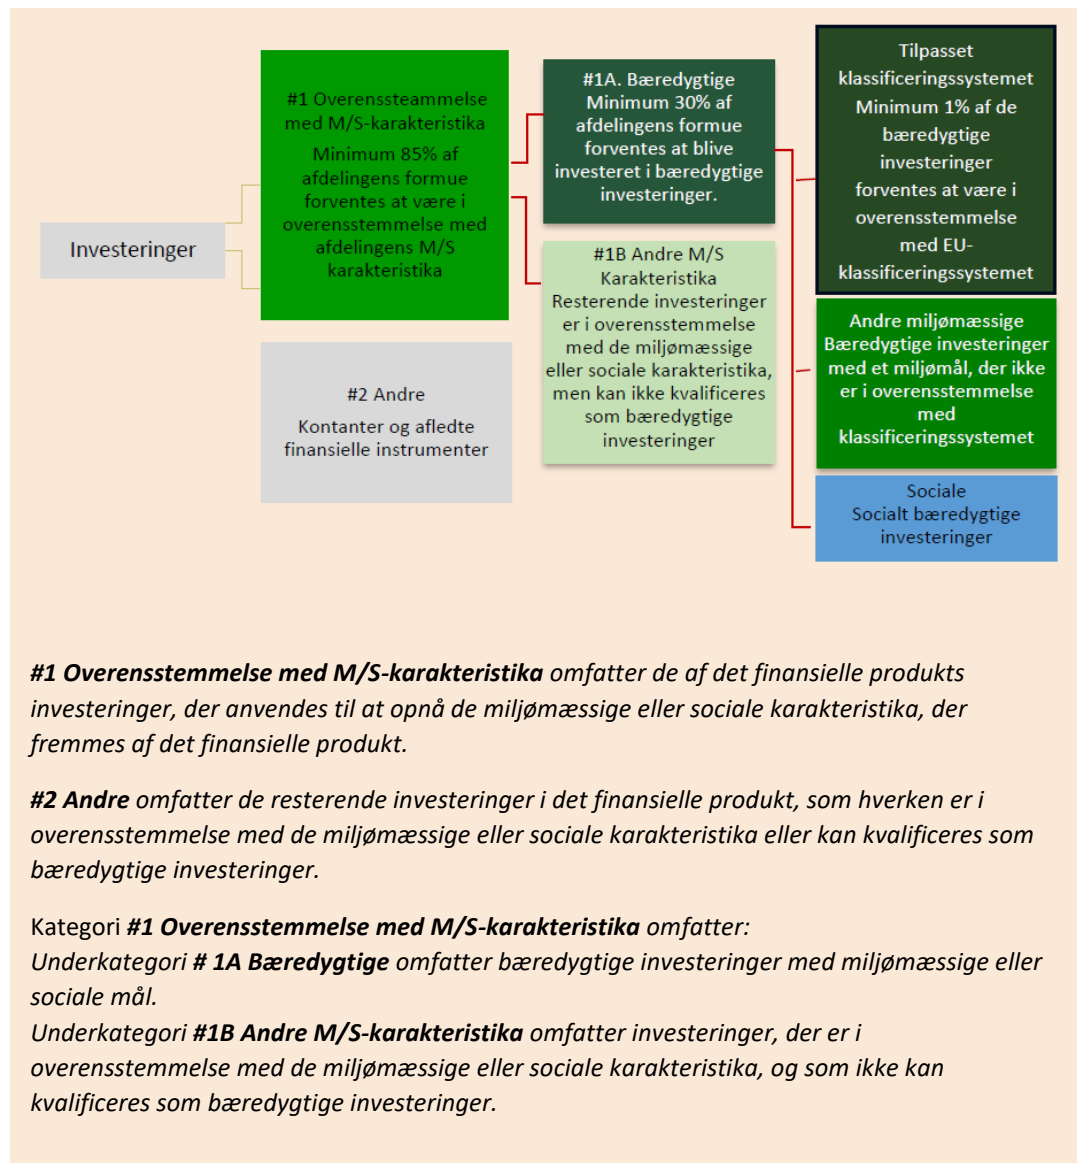 Investeringer
#1 Overenssteammelse
med M/S-karakteristika
Minimum 85% af
afdelingens formue
forventes at være i
overensstemmelse med
afdelingens M/S
karakteristika
#2 Andre
Kontanter og afledte
finansielle instrumenter
#1A. Bæredygtige
Minimum 30% af
afdelingens formue
forventes at blive
investeret i bæredygtige
investeringer.
#1B Andre M/S
Karakteristika
Resterende investeringer
er i overensstemmelse
med de miljømæssige
eller sociale karakteristika,
men kan ikke kvalificeres
som bæredygtige
investeringer
Tilpasset
klassificeringssystemet
Minimum 1% af de
bæredygtige
investeringer
forventes at være i
overensstemmelse
med EU-
klassificeringssystemet
Andre miljømæssige
Bæredygtige investeringer
med et miljømål, der ikke
er i overensstemmelse
med
klassificeringssystemet
Sociale
Socialt bæredygtige
investeringer
#1 Overensstemmelse med M/S-karakteristika omfatter de af det finansielle produkts
investeringer, der anvendes til at opnå de miljømæssige eller sociale karakteristika, der
fremmes af det finansielle produkt.
#2 Andre omfatter de resterende investeringer i det finansielle produkt, som hverken er i
overensstemmelse med de miljømæssige eller sociale karakteristika eller kan kvalificeres som
bæredygtige investeringer.
Kategori #1 Overensstemmelse med M/S-karakteristika omfatter:
Underkategori # 1A Bæredygtige omfatter bæredygtige investeringer med miljømæssige eller
sociale mål.
Underkategori #1B Andre M/S-karakteristika omfatter investeringer, der er i
overensstemmelse med de miljømæssige eller sociale karakteristika, og som ikke kan
kvalificeres som bæredygtige investeringer.